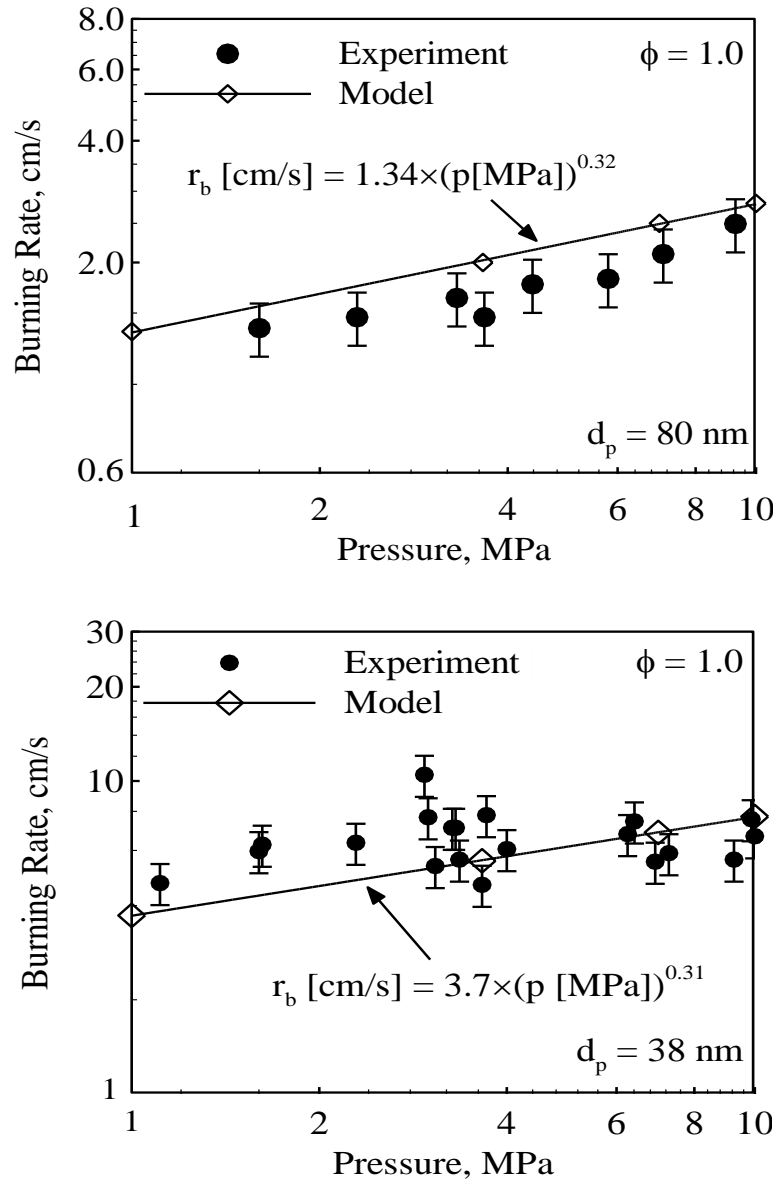 8.0
6.0
4.0
2.0
0.6
Burning Rate, cm/s
Experiment
ϕ = 1.0
Model
r_b [cm/s] = 1.34×(p[MPa])^0.32
d_p = 80 nm
1 2 4 6 8 10
Pressure, MPa
30
20
10
1
Burning Rate, cm/s
Experiment
ϕ = 1.0
Model
r_b [cm/s] = 3.7×(p [MPa])^0.31
d_p = 38 nm
1 2 4 6 8 10
Pressure, MPa